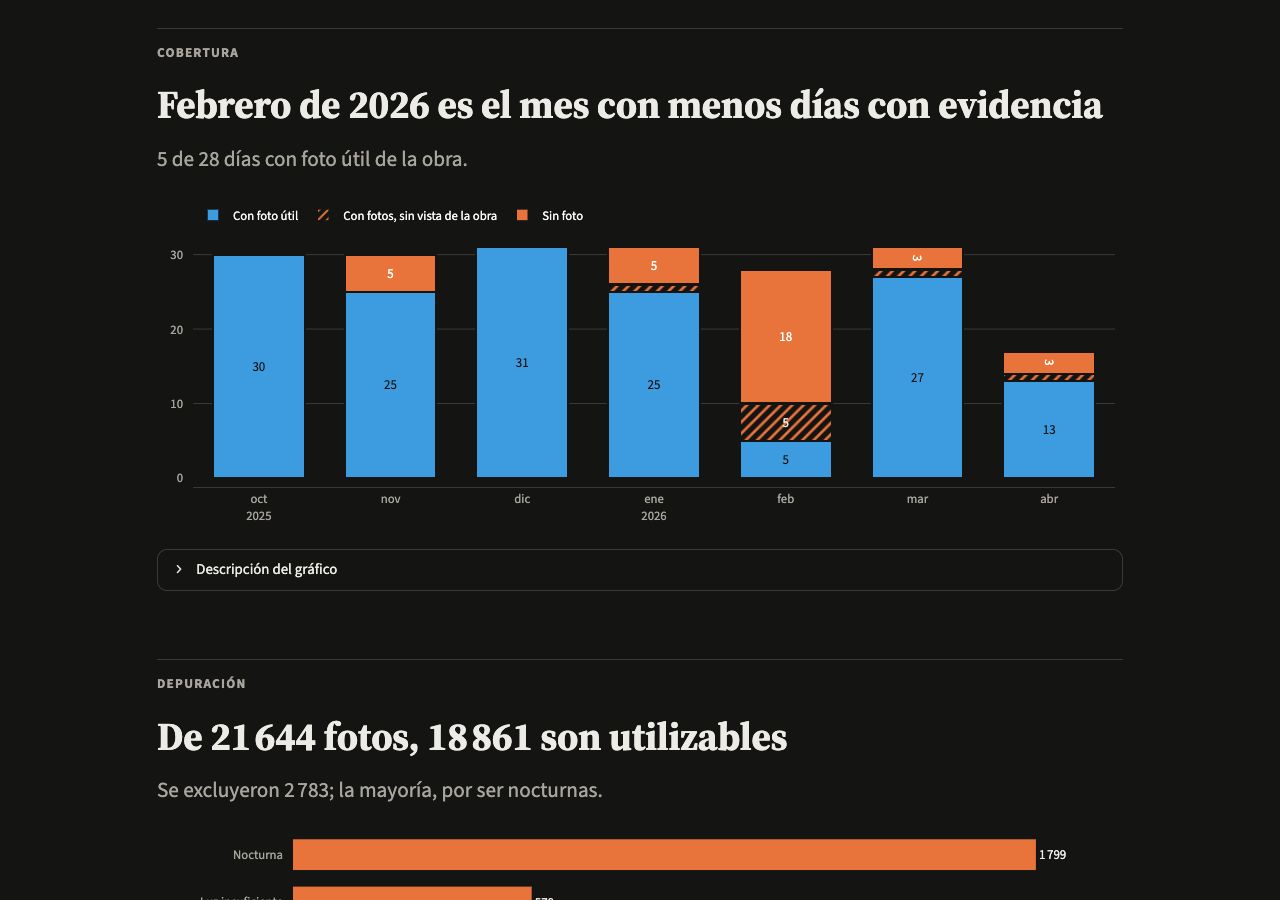 COBERTURA
Febrero de 2026 es el mes con menos días con evidencia
5 de 28 días con foto útil de la obra.
Con foto útil Con fotos, sin vista de la obra Sin foto
30
20
10
0
30
5
25
31
5
25
18
5
5
3
27
3
13
oct nov dic ene feb mar abr
2025 2026
Descripción del gráfico
DEPURACIÓN
De 21 644 fotos, 18 861 son utilizables
Se excluyeron 2 783; la mayoría, por ser nocturnas.
Nocturna 1 799